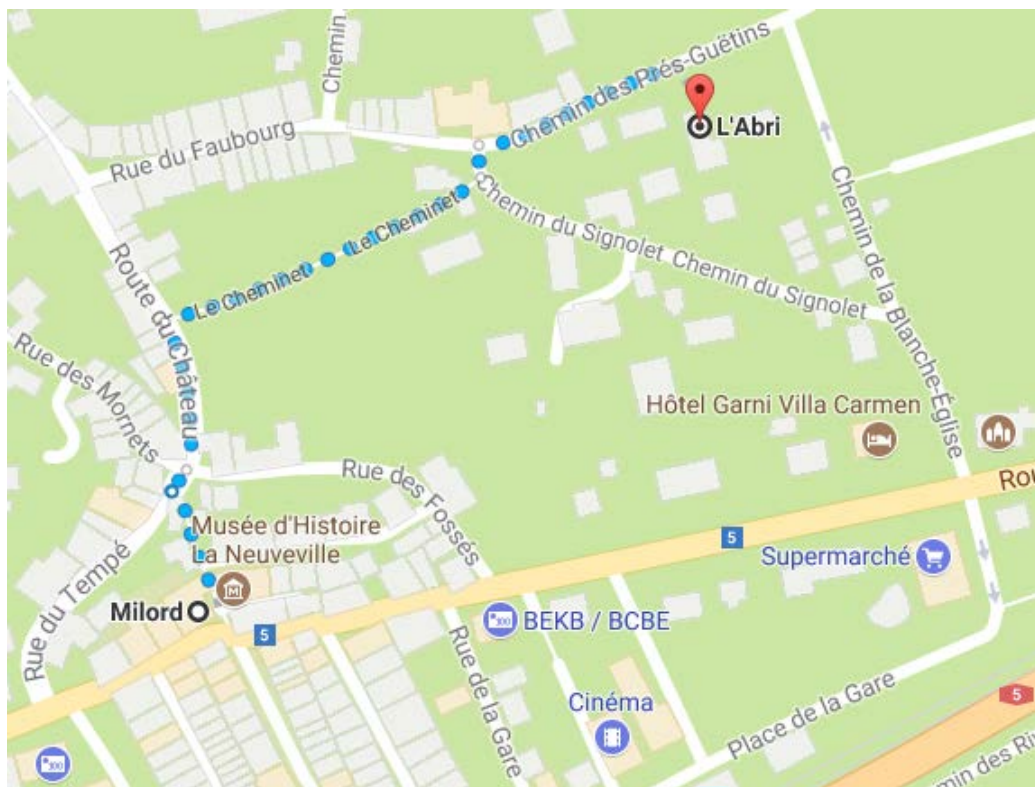 Chemin
Chemin des Prés-Guëtins
L'Abri
Rue du Faubourg
Chemin de la Blanche-Église
Le Cheminet
Le Cheminet
Chemin du Signolet
Chemin du Signolet
Route du Château
Rue des Mornets
Hôtel Garni Villa Carmen
Rue des Fossés
Rou
Musée d'Histoire
La Neuveville
5
Supermarché
Rue du Tempé
Milord
5
BEKB / BCBE
Rue de la Gare
Cinéma
Place de la Gare
5
min des Riv